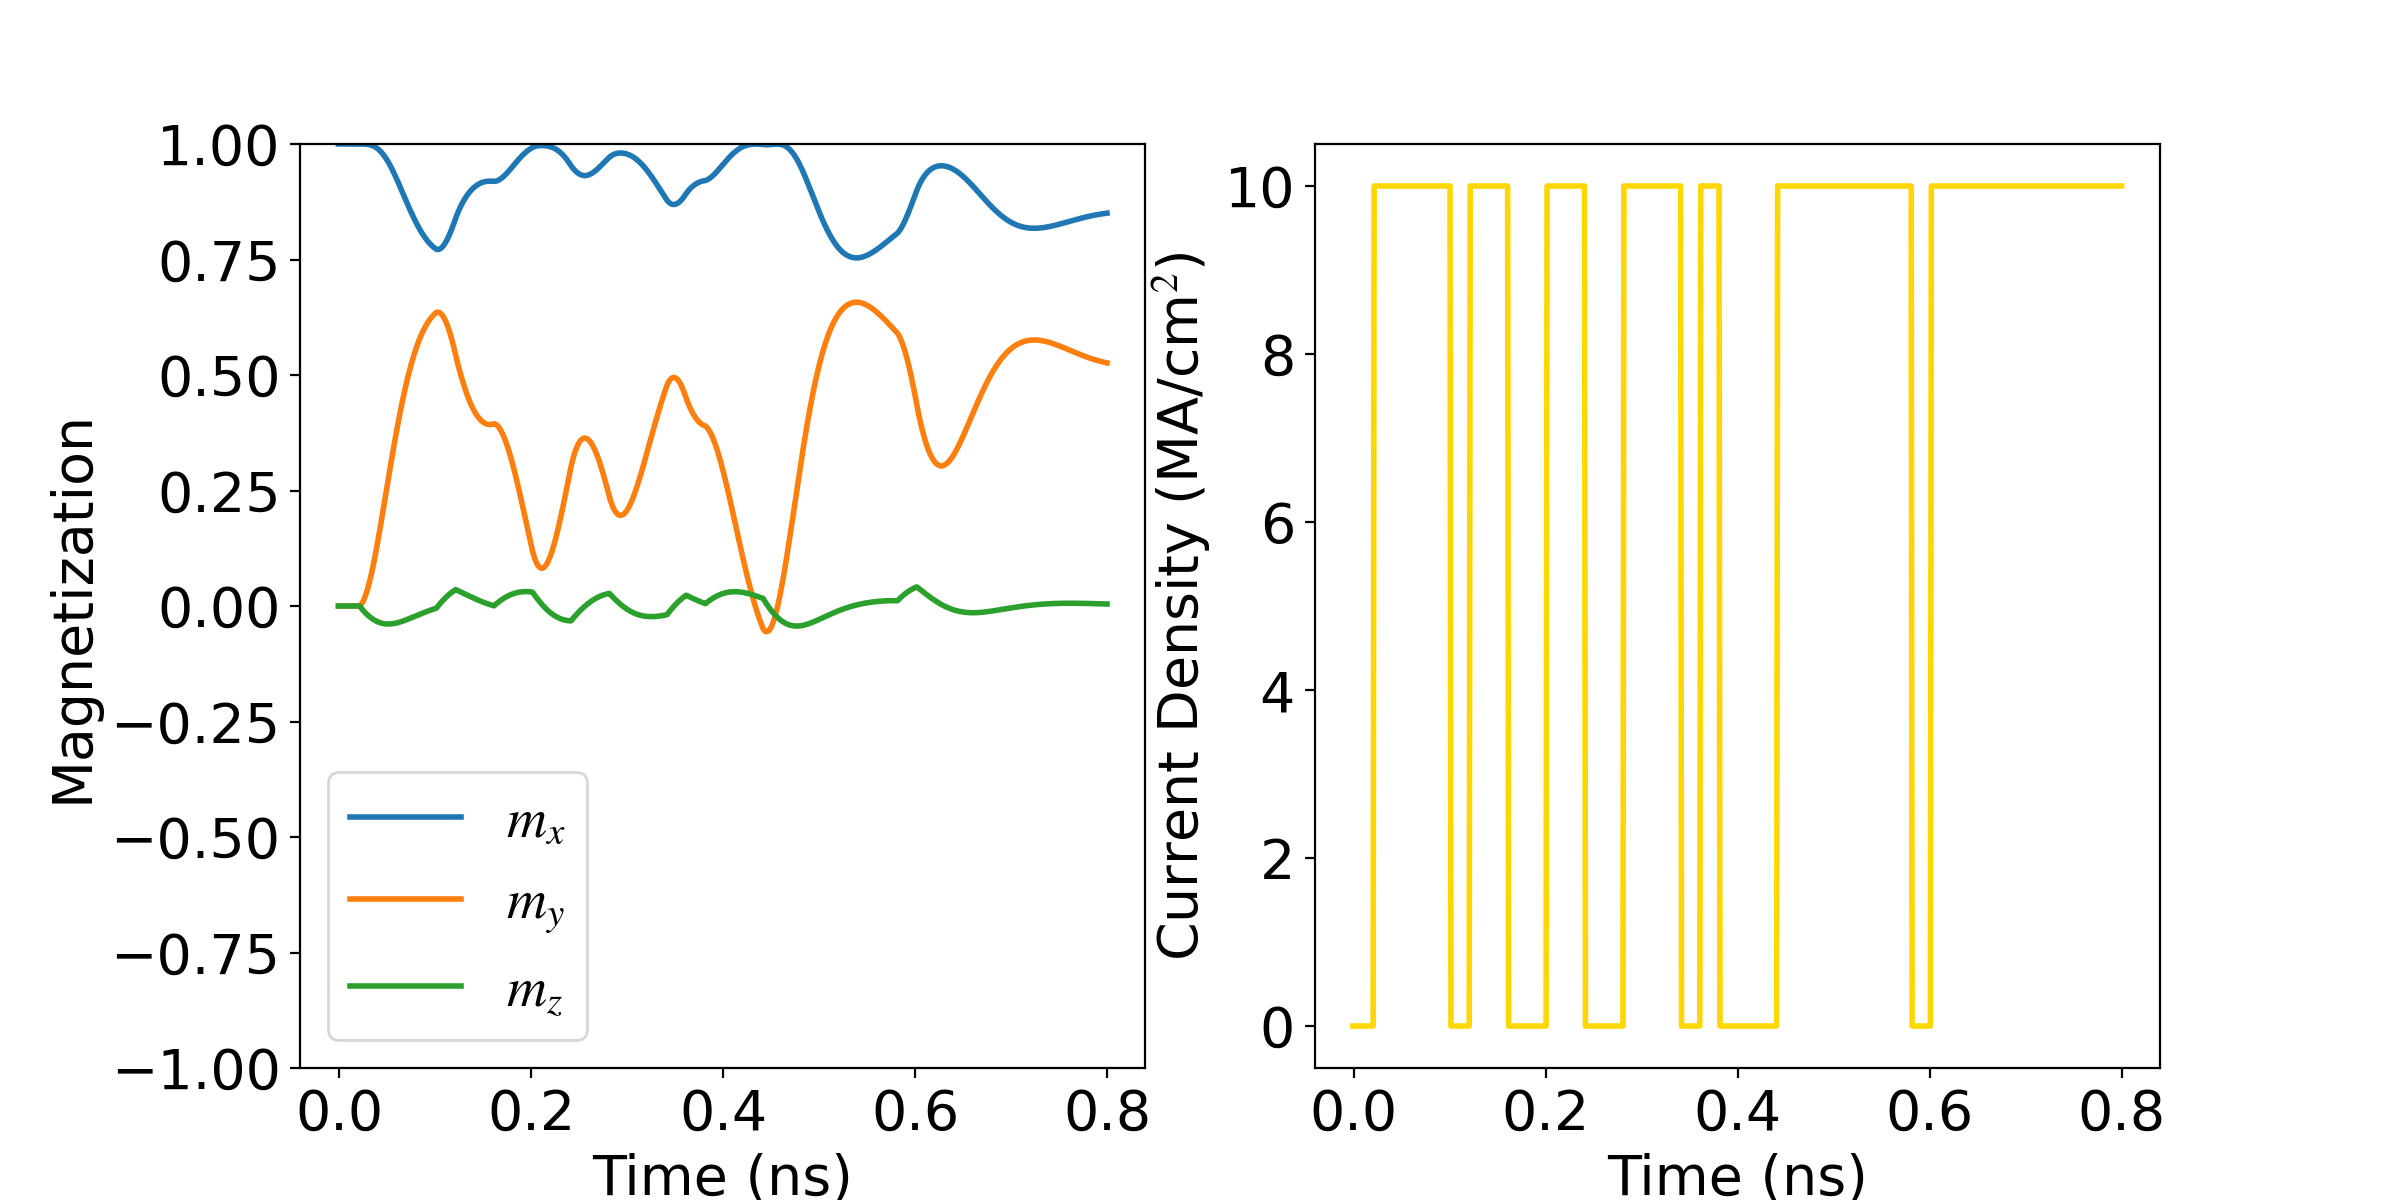 Magnetization
1.00
0.75
0.50
0.25
0.00
−0.25
−0.50
−0.75
−1.00
0.0 0.2 0.4 0.6 0.8
Time (ns)
m_x
m_y
m_z
Current Density (MA/cm²)
10
8
6
4
2
0
0.0 0.2 0.4 0.6 0.8
Time (ns)